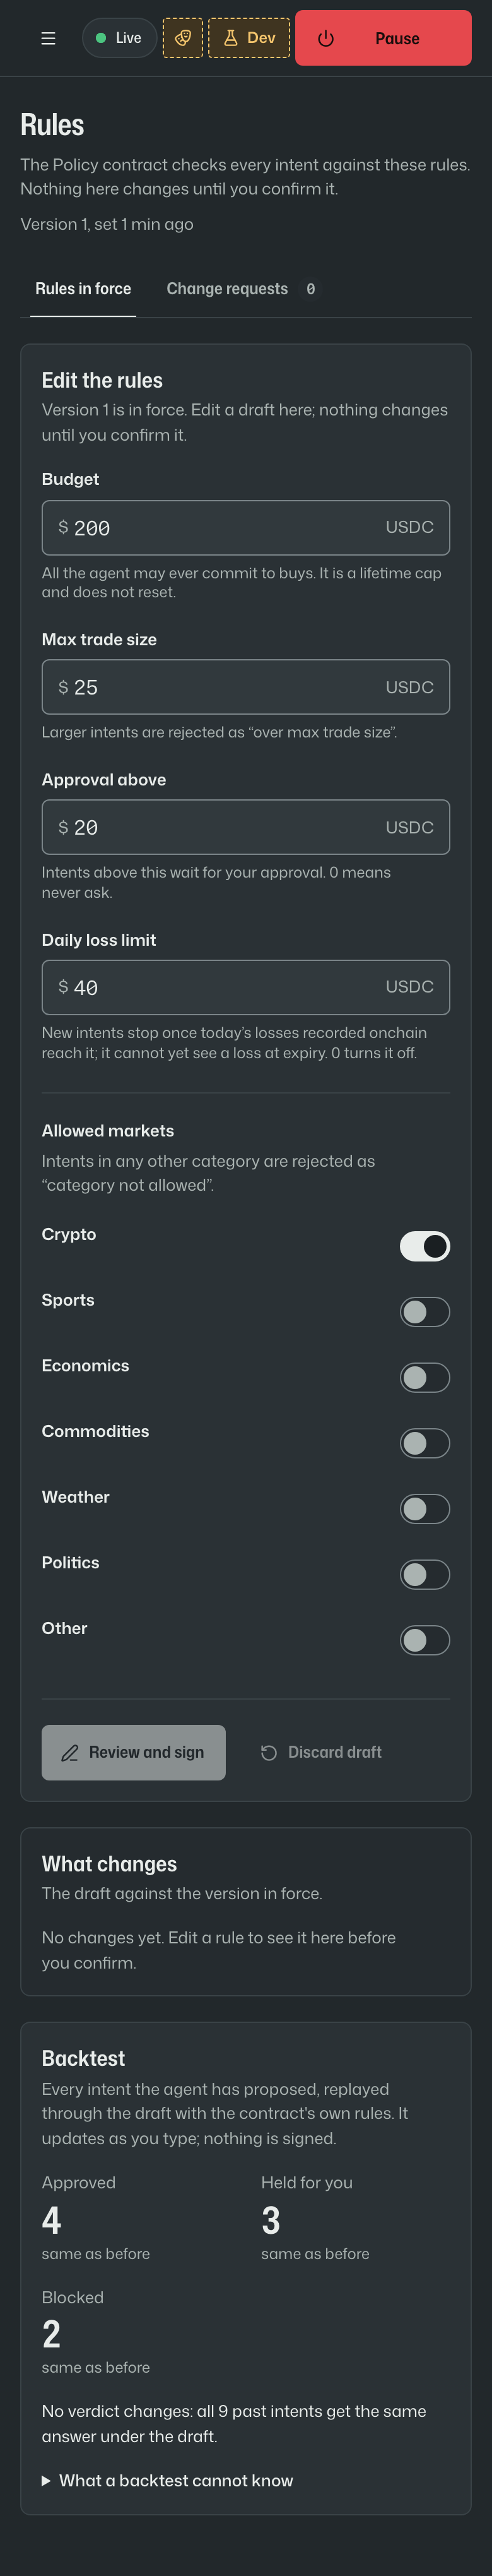 Live
Dev
Pause
Rules
The Policy contract checks every intent against these rules.
Nothing here changes until you confirm it.
Version 1, set 1 min ago
Rules in force
Change requests 0
Edit the rules
Version 1 is in force. Edit a draft here; nothing changes
until you confirm it.
Budget
$ 200 USDC
All the agent may ever commit to buys. It is a lifetime cap
and does not reset.
Max trade size
$ 25 USDC
Larger intents are rejected as “over max trade size”.
Approval above
$ 20 USDC
Intents above this wait for your approval. 0 means
never ask.
Daily loss limit
$ 40 USDC
New intents stop once today’s losses recorded onchain
reach it; it cannot yet see a loss at expiry. 0 turns it off.
Allowed markets
Intents in any other category are rejected as
“category not allowed”.
Crypto
Sports
Economics
Commodities
Weather
Politics
Other
Review and sign
Discard draft
What changes
The draft against the version in force.
No changes yet. Edit a rule to see it here before
you confirm.
Backtest
Every intent the agent has proposed, replayed
through the draft with the contract's own rules. It
updates as you type; nothing is signed.
Approved
4
same as before
Held for you
3
same as before
Blocked
2
same as before
No verdict changes: all 9 past intents get the same
answer under the draft.
What a backtest cannot know